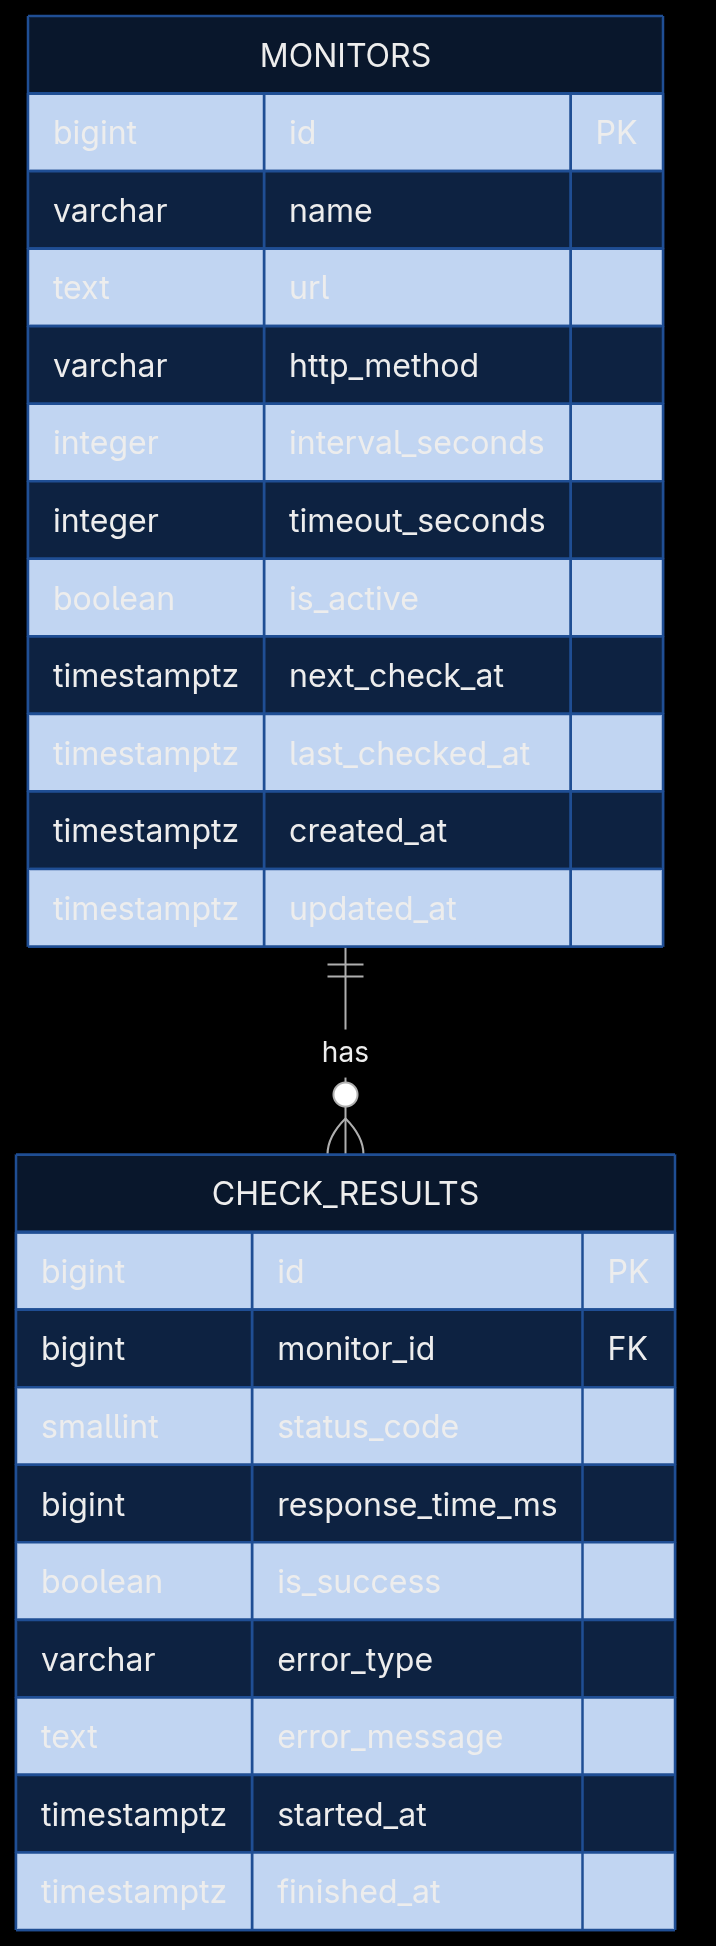 MONITORS
bigint id PK
varchar name
text url
varchar http_method
integer interval_seconds
integer timeout_seconds
boolean is_active
timestamptz next_check_at
timestamptz last_checked_at
timestamptz created_at
timestamptz updated_at
has
CHECK_RESULTS
bigint id PK
bigint monitor_id FK
smallint status_code
bigint response_time_ms
boolean is_success
varchar error_type
text error_message
timestamptz started_at
timestamptz finished_at